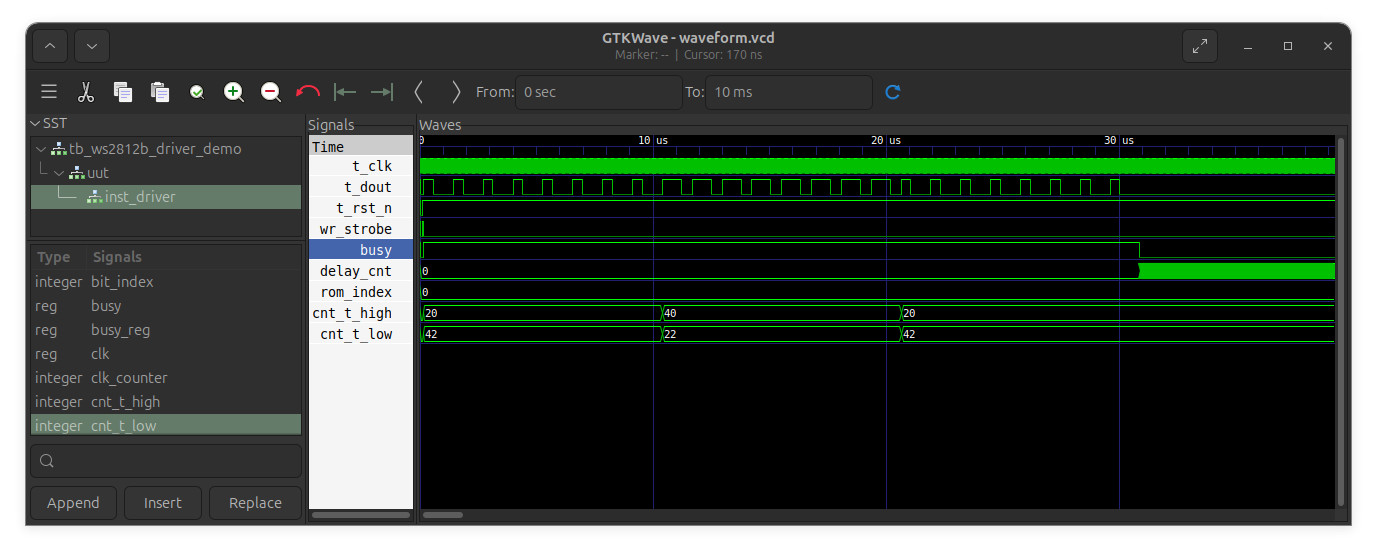 GTKWave - waveform.vcd
Marker: -- | Cursor: 170 ns
From: 0 sec To: 10 ms
SST
tb_ws2812b_driver_demo
uut
inst_driver
Type Signals
integer bit_index
reg busy
reg busy_reg
reg clk
integer clk_counter
integer cnt_t_high
integer cnt_t_low
Append Insert Replace
Signals
Time
t_clk
t_dout
t_rst_n
wr_strobe
busy
delay_cnt
rom_index
cnt_t_high
cnt_t_low
Waves
0 10 us 20 us 30 us
0
0
20 40 20
42 22 42